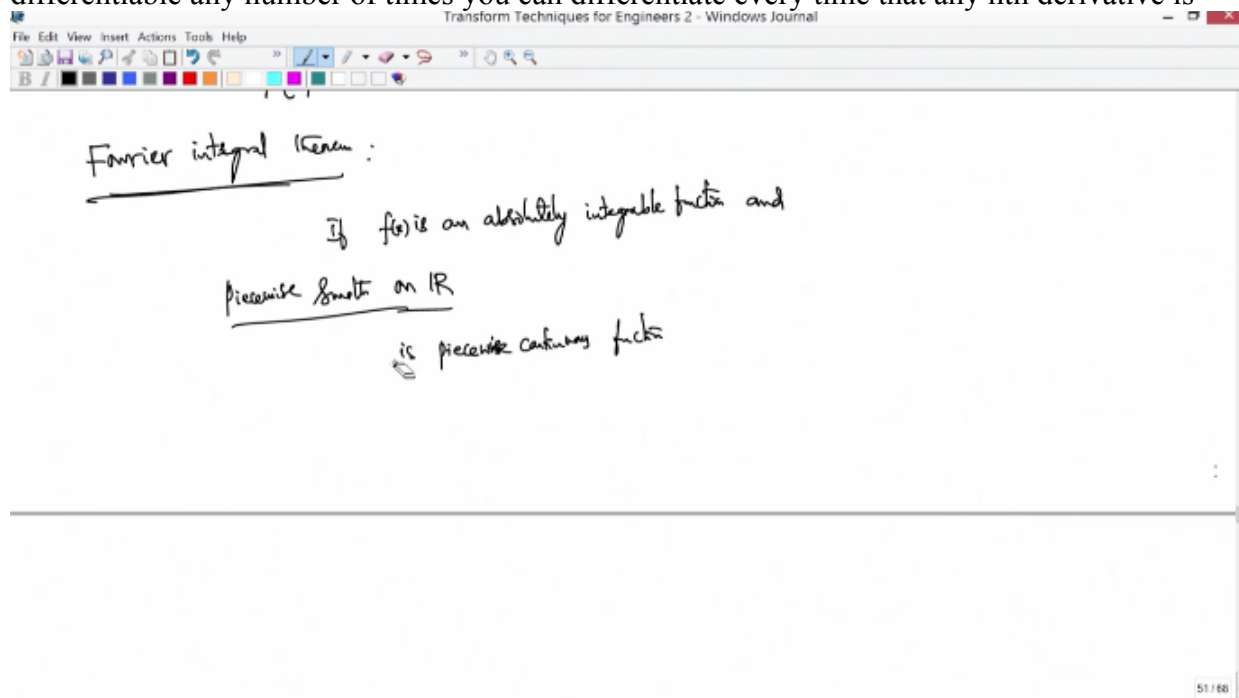 differentiable any number of times you can differentiate every time that any nth derivative is
Transform Techniques for Engineers 2 - Windows Journal
File Edit View Insert Actions Tools Help
B I
Fourier integral theorem :
If f(x) is an absolutely integrable function and
piecewise smooth on IR
is piecewise continuous function
51 / 68